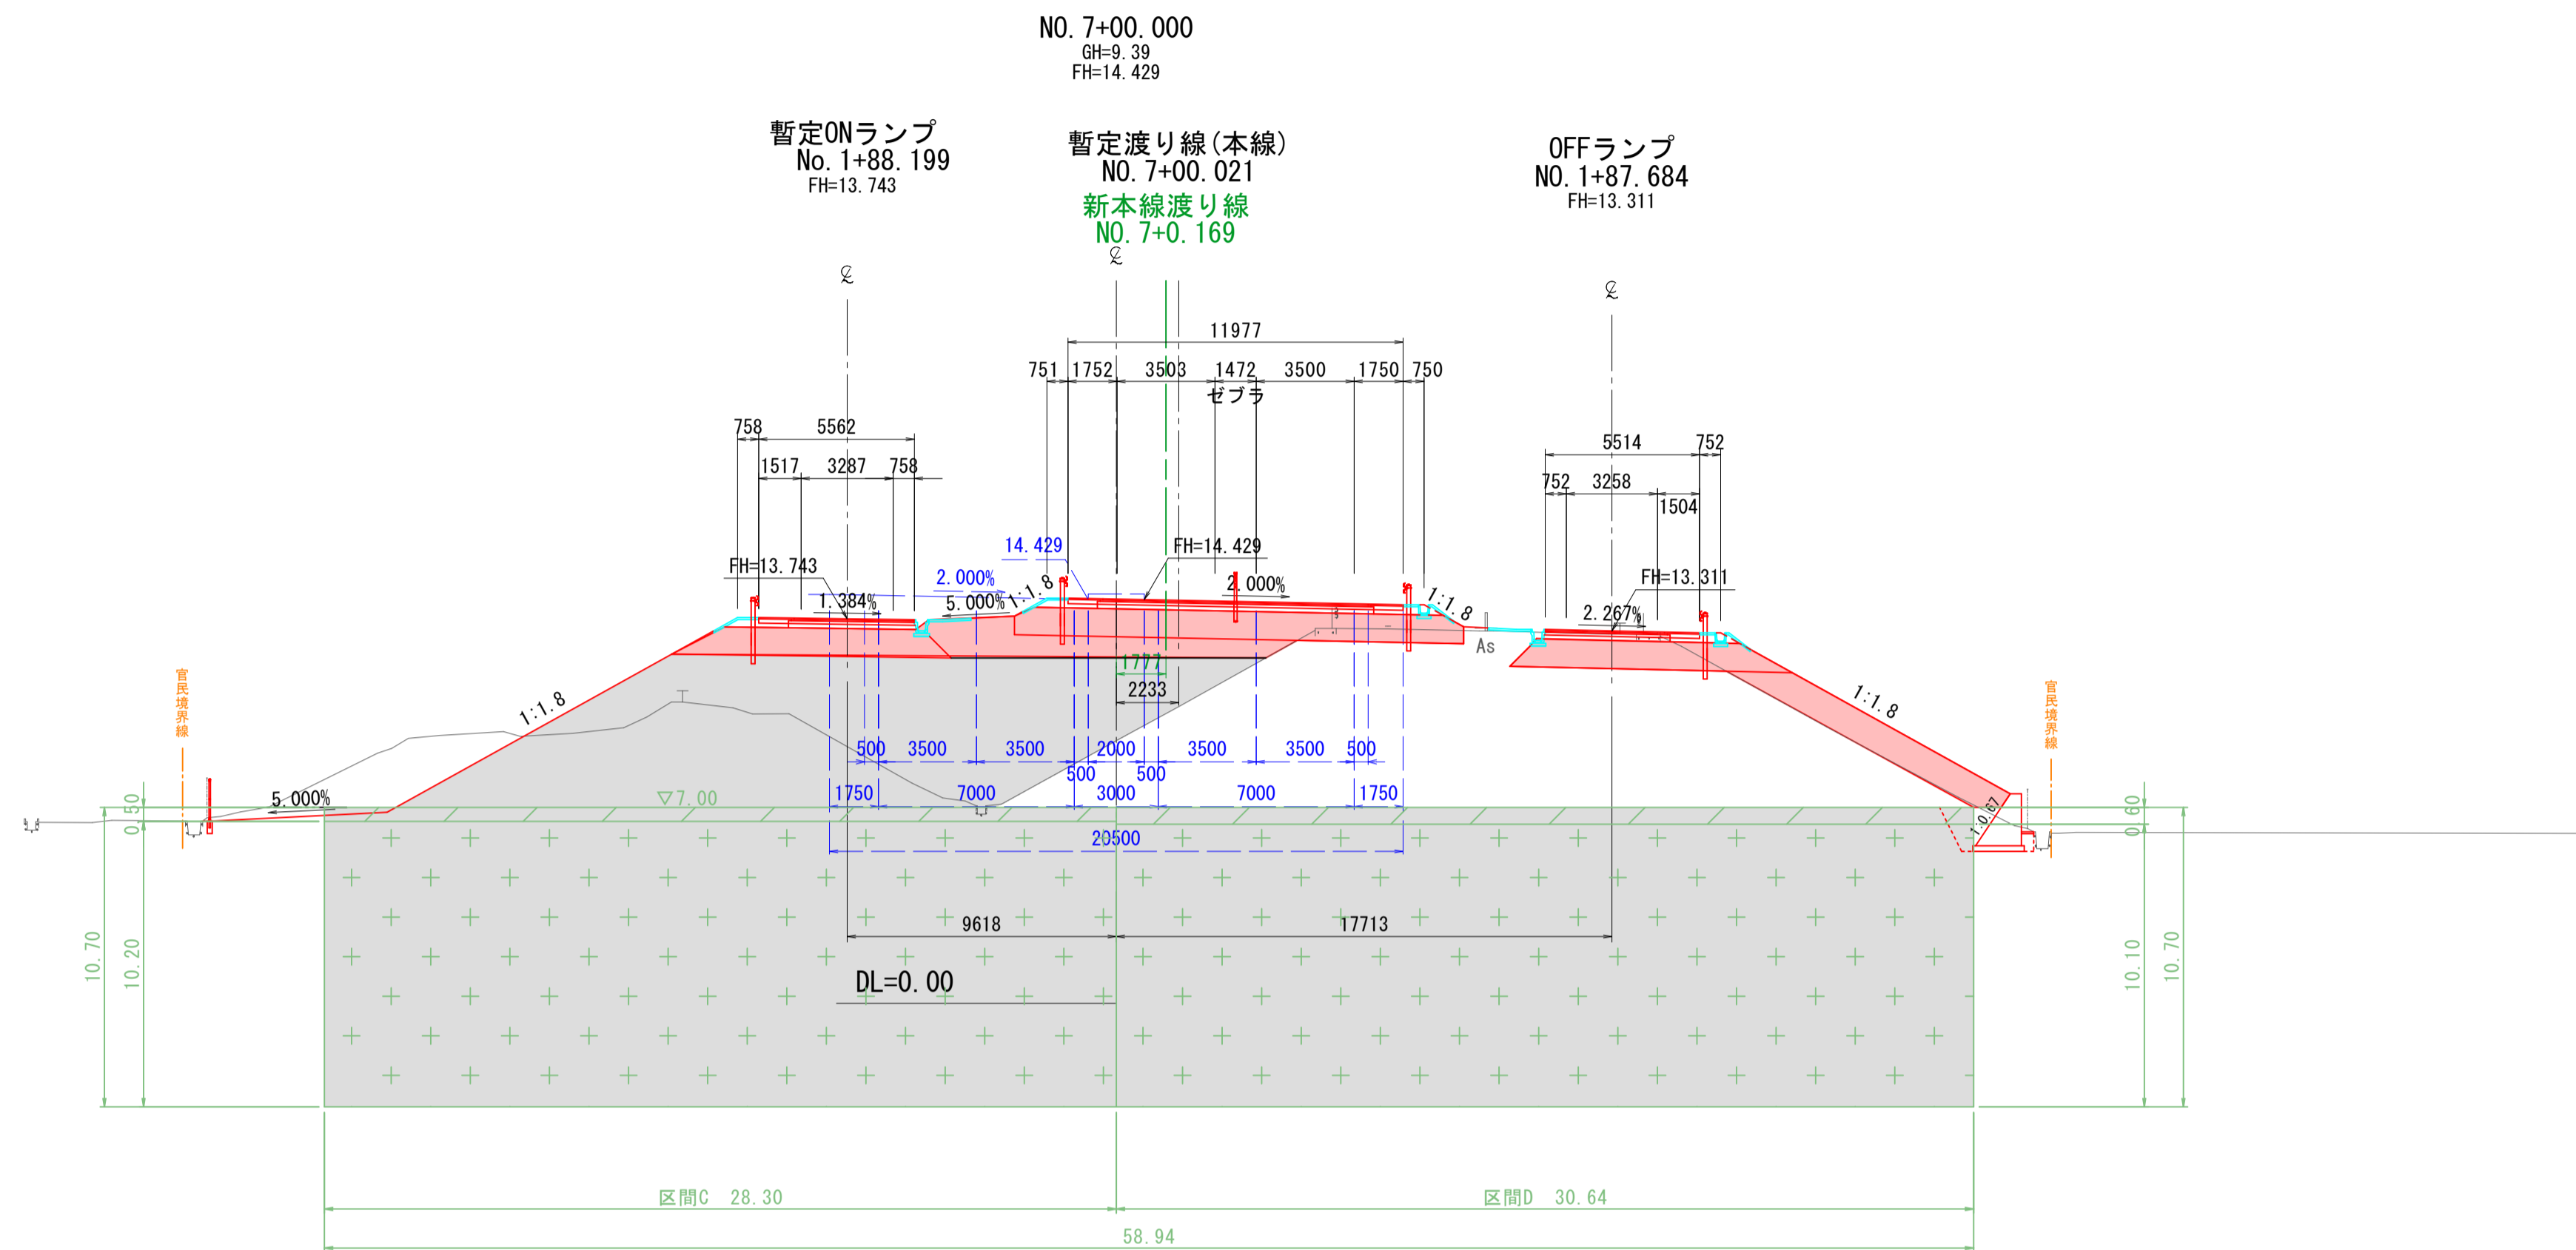 NO.7+00.000
GH=9.39
FH=14.429
暫定ONランプ
No.1+88.199
FH=13.743
暫定渡り線(本線)
NO.7+00.021
新本線渡り線
NO.7+0.169
OFFランプ
NO.1+87.684
FH=13.311
11977
751 1752 3503 1472 3500 1750 750
ゼブラ
758 5562
1517 3287 758
5514 752
752 3258
1504
14.429
FH=14.429
FH=13.743
FH=13.311
2.000%
1:1.8
2.000%
1:1.8
1.384%
5.000%
2.267%
As
1777
2233
官民境界線
官民境界線
1:1.8
1:1.8
500 3500 3500 2000 3500 3500 500
500 500
1750 7000 3000 7000 1750
20500
5.000%
▽7.00
0.50
0.60
1:0.67
9618 17713
10.70
10.20
10.10
10.70
DL=0.00
区間C 28.30
区間D 30.64
58.94